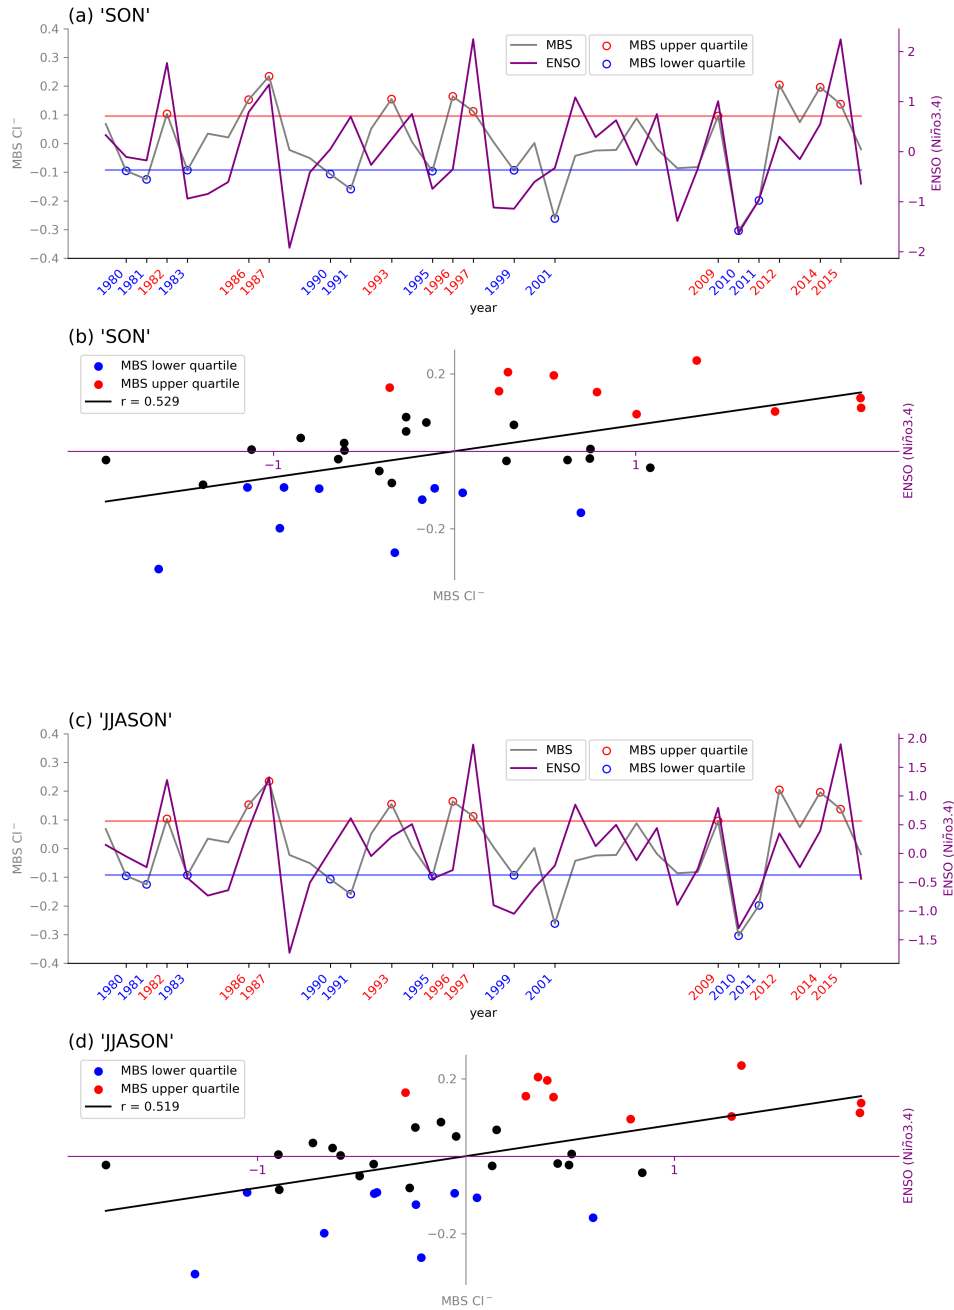 (a) 'SON'
0.4
0.3
0.2
0.1
0.0
−0.1
−0.2
−0.3
−0.4
MBS Cl⁻
MBS
ENSO
MBS upper quartile
MBS lower quartile
2
1
0
−1
−2
ENSO (Niño3.4)
1980
1981
1982
1983
1986
1987
1990
1991
1993
1995
1996
1997
1999
2001
2009
2010
2011
2012
2014
2015
year
(b) 'SON'
MBS lower quartile
MBS upper quartile
r = 0.529
0.2
−0.2
−1
1
ENSO (Niño3.4)
MBS Cl⁻
(c) 'JJASON'
0.4
0.3
0.2
0.1
0.0
−0.1
−0.2
−0.3
−0.4
MBS Cl⁻
MBS
ENSO
MBS upper quartile
MBS lower quartile
2.0
1.5
1.0
0.5
0.0
−0.5
−1.0
−1.5
ENSO (Niño3.4)
1980
1981
1982
1983
1986
1987
1990
1991
1993
1995
1996
1997
1999
2001
2009
2010
2011
2012
2014
2015
year
(d) 'JJASON'
MBS lower quartile
MBS upper quartile
r = 0.519
0.2
−0.2
−1
1
ENSO (Niño3.4)
MBS Cl⁻